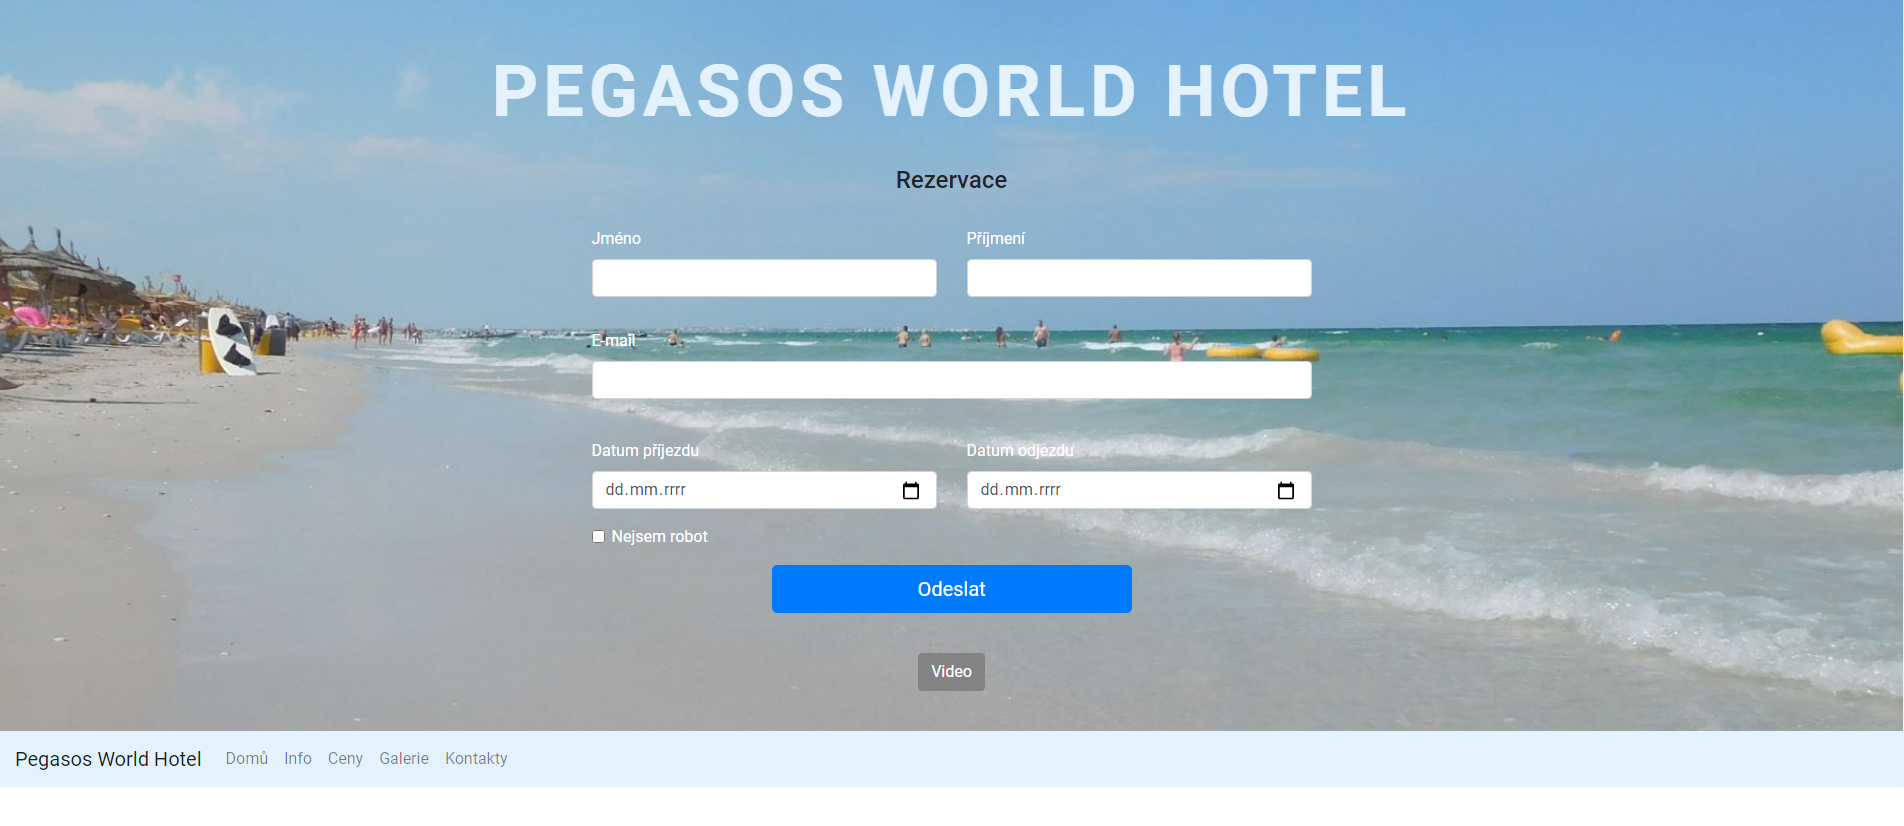 PEGASOS WORLD HOTEL
Rezervace
Jméno Příjmení
E-mail
Datum příjezdu Datum odjezdu
dd.mm.rrrr dd.mm.rrrr
Nejsem robot
Odeslat
Video
Pegasos World Hotel Domů Info Ceny Galerie Kontakty